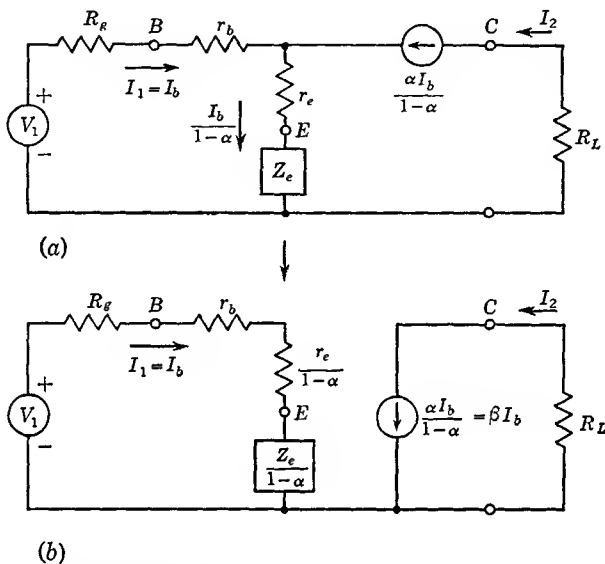 R_g B r_b C I_2
I_1 = I_b
αI_b / 1 − α
r_e
I_b / 1 − α
E
+
V_1
−
Z_e
R_L
(a)
R_g B r_b C I_2
I_1 = I_b
r_e / 1 − α
E
+
V_1
−
αI_b / 1 − α = βI_b
R_L
Z_e / 1 − α
(b)